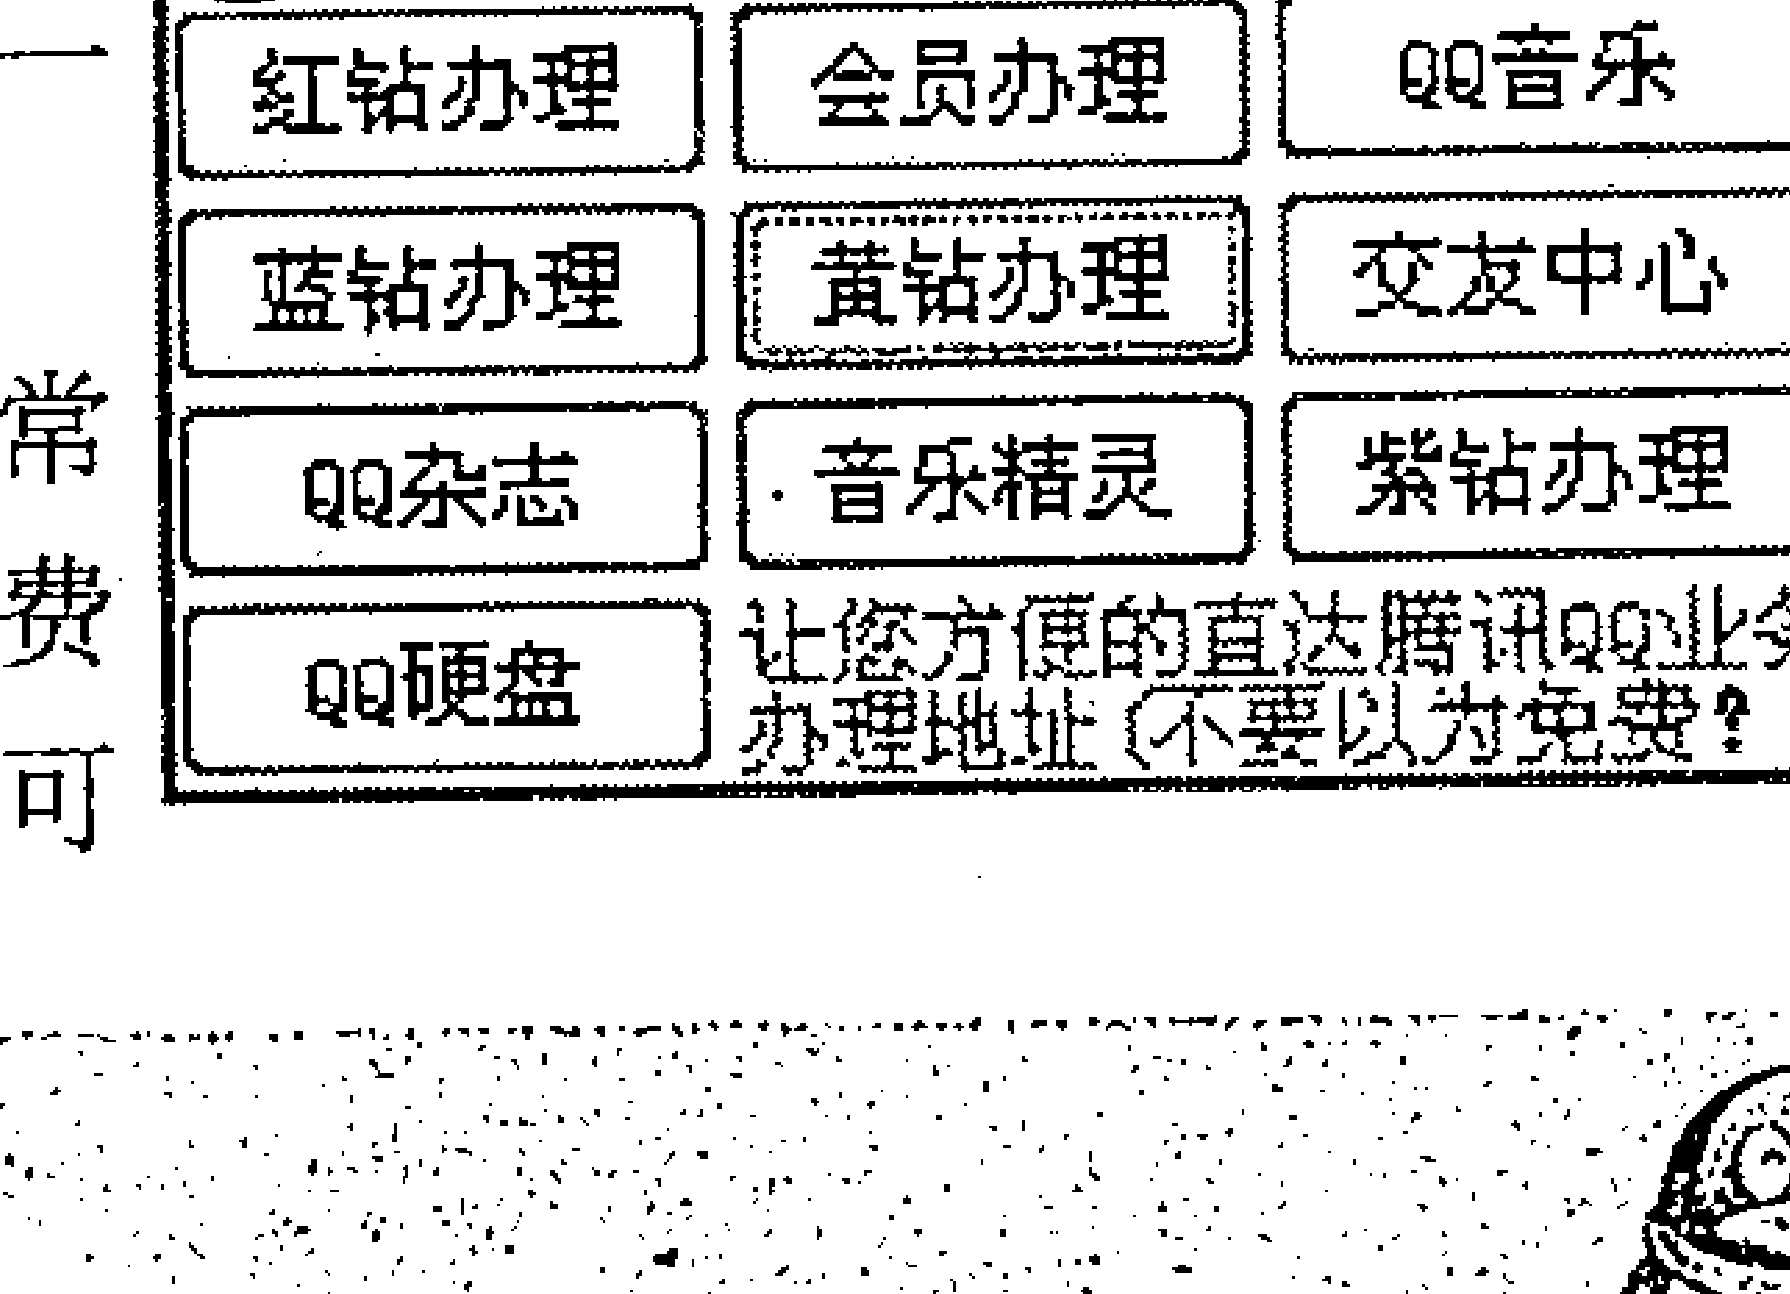 一
常
费
可
红钻办理 会员办理 QQ音乐
蓝钻办理 黄钻办理 交友中心
QQ杂志 音乐精灵 紫钻办理
QQ硬盘
让您方便的直达腾讯QQ业
办理地址(不要以为免费?